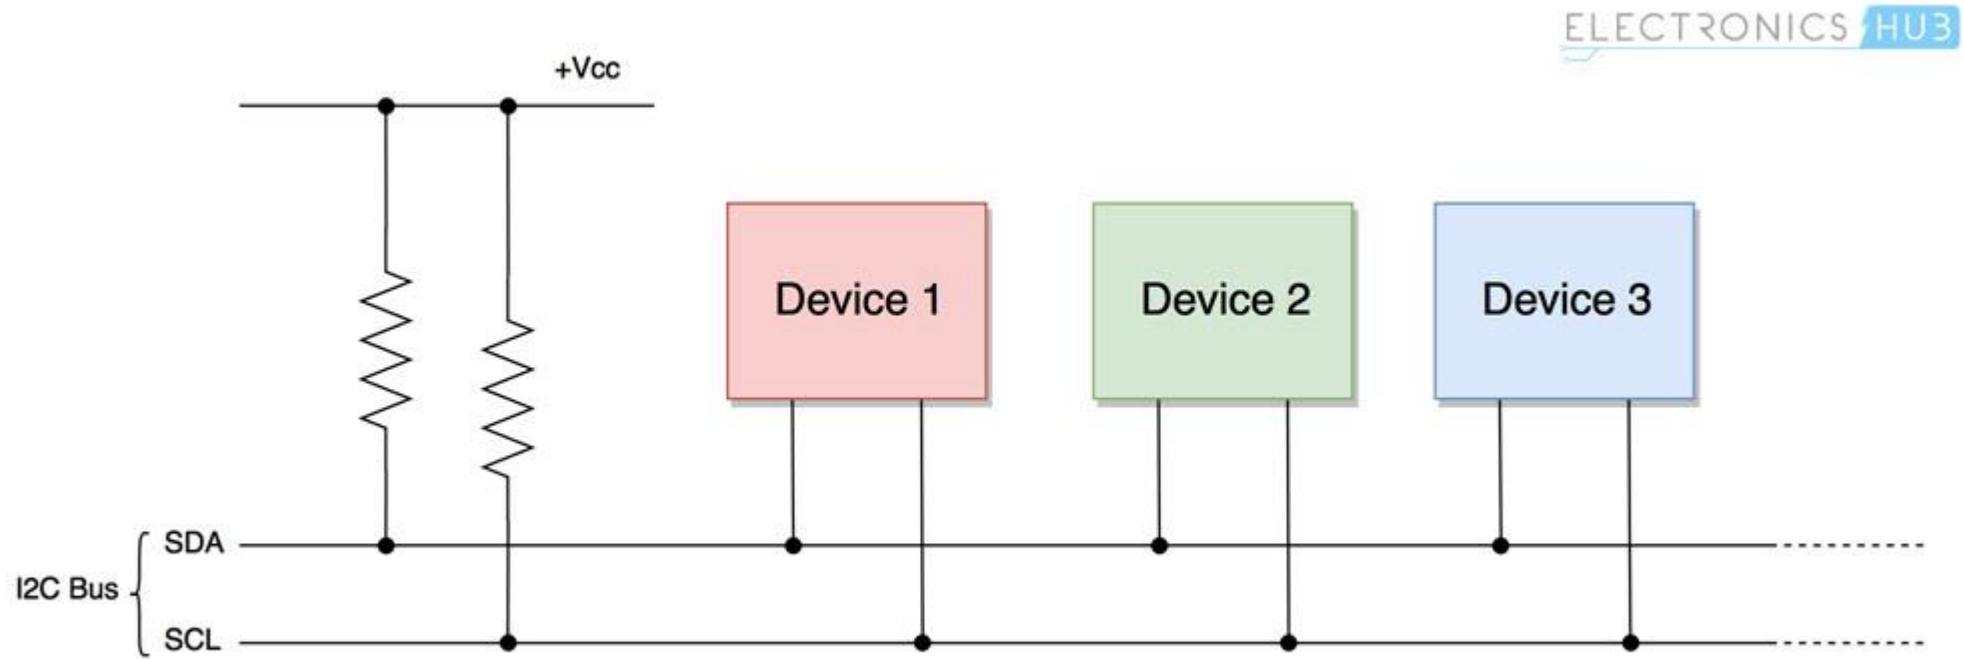 ELECTRONICS HUB
+Vcc
Device 1
Device 2
Device 3
SDA
I2C Bus
SCL